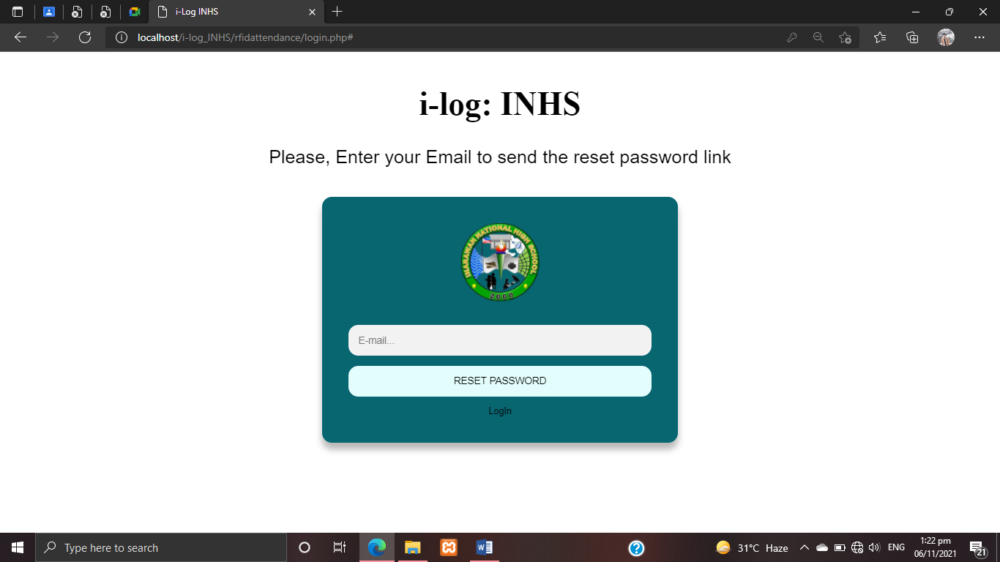 i-Log INHS
localhost/i-log_INHS/rfidattendance/login.php#
i-log: INHS
Please, Enter your Email to send the reset password link
INARAWAN NATIONAL HIGH SCHOOL
2000
E-mail...
RESET PASSWORD
LogIn
Type here to search
31°C Haze
ENG
1:22 pm
06/11/2021
21